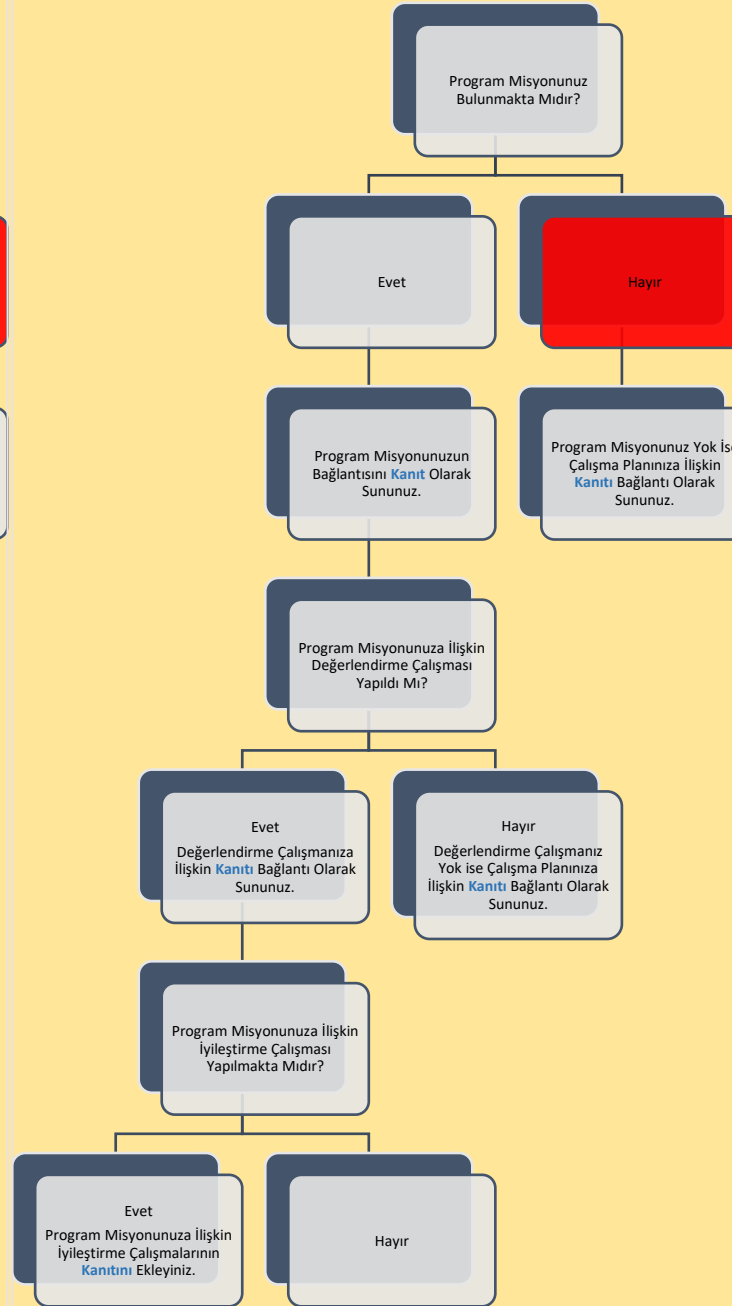 Program Misyonunuz
Bulunmakta Mıdır?
Evet
Hayır
Program Misyonunuzun
Bağlantısını Kanıt Olarak
Sununuz.
Program Misyonunuz Yok İse
Çalışma Planınıza İlişkin
Kanıtı Bağlantı Olarak
Sununuz.
Program Misyonunuza İlişkin
Değerlendirme Çalışması
Yapıldı Mı?
Evet
Değerlendirme Çalışmanıza
İlişkin Kanıtı Bağlantı Olarak
Sununuz.
Hayır
Değerlendirme Çalışmanız
Yok ise Çalışma Planınıza
İlişkin Kanıtı Bağlantı Olarak
Sununuz.
Program Misyonunuza İlişkin
İyileştirme Çalışması
Yapılmakta Mıdır?
Evet
Program Misyonunuza İlişkin
İyileştirme Çalışmalarının
Kanıtını Ekleyiniz.
Hayır